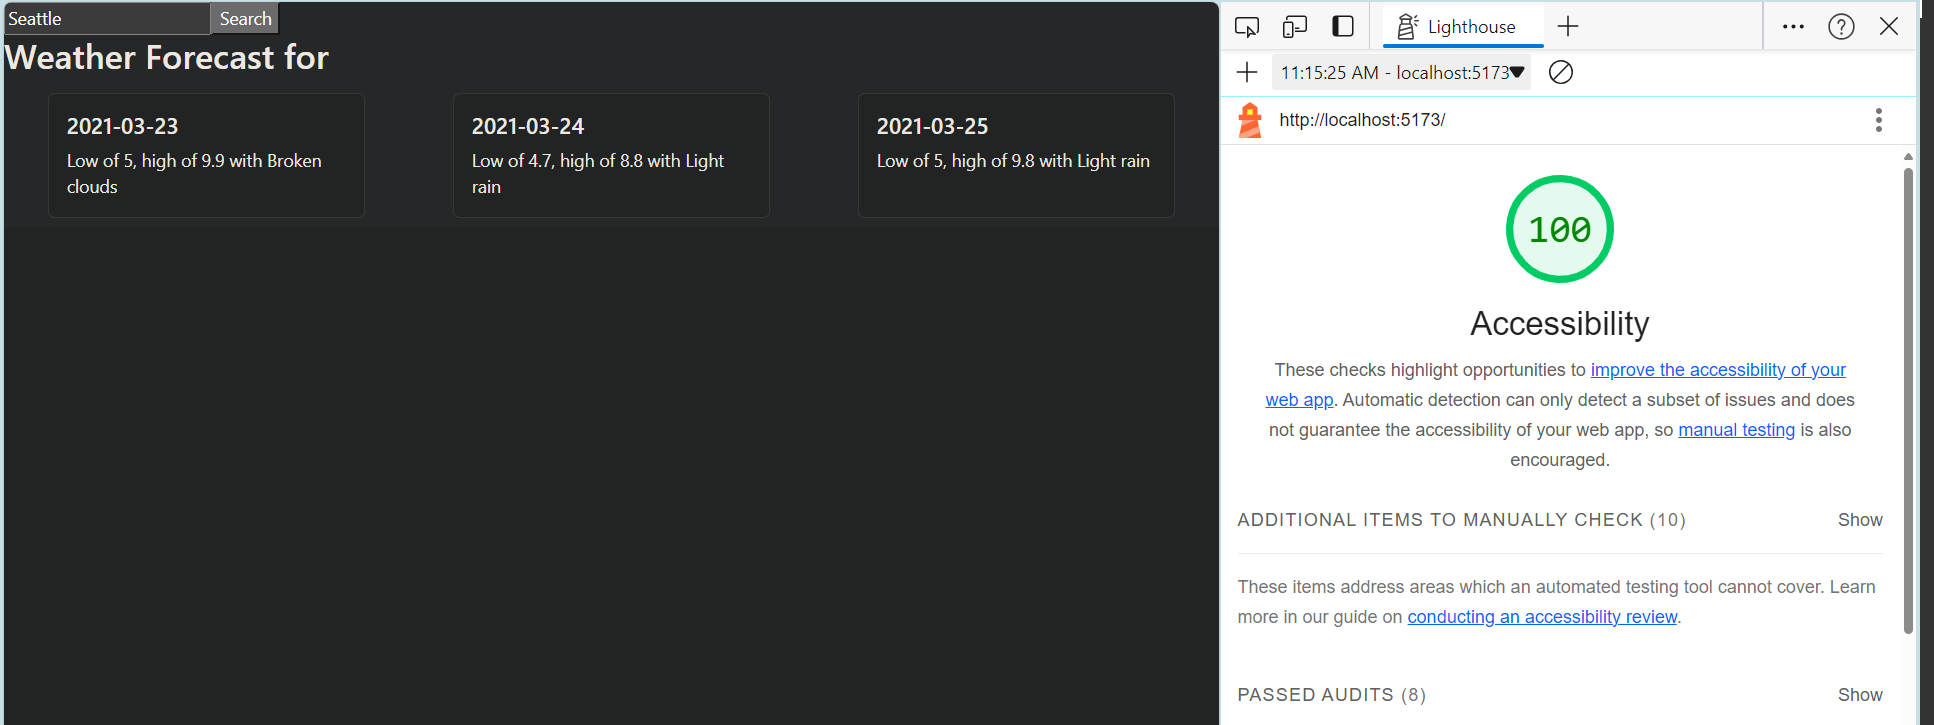 Seattle
Search
Weather Forecast for
2021-03-23
Low of 5, high of 9.9 with Broken
clouds
2021-03-24
Low of 4.7, high of 8.8 with Light
rain
2021-03-25
Low of 5, high of 9.8 with Light rain
Lighthouse
11:15:25 AM - localhost:5173
http://localhost:5173/
100
Accessibility
These checks highlight opportunities to improve the accessibility of your
web app. Automatic detection can only detect a subset of issues and does
not guarantee the accessibility of your web app, so manual testing is also
encouraged.
ADDITIONAL ITEMS TO MANUALLY CHECK (10)
Show
These items address areas which an automated testing tool cannot cover. Learn
more in our guide on conducting an accessibility review.
PASSED AUDITS (8)
Show